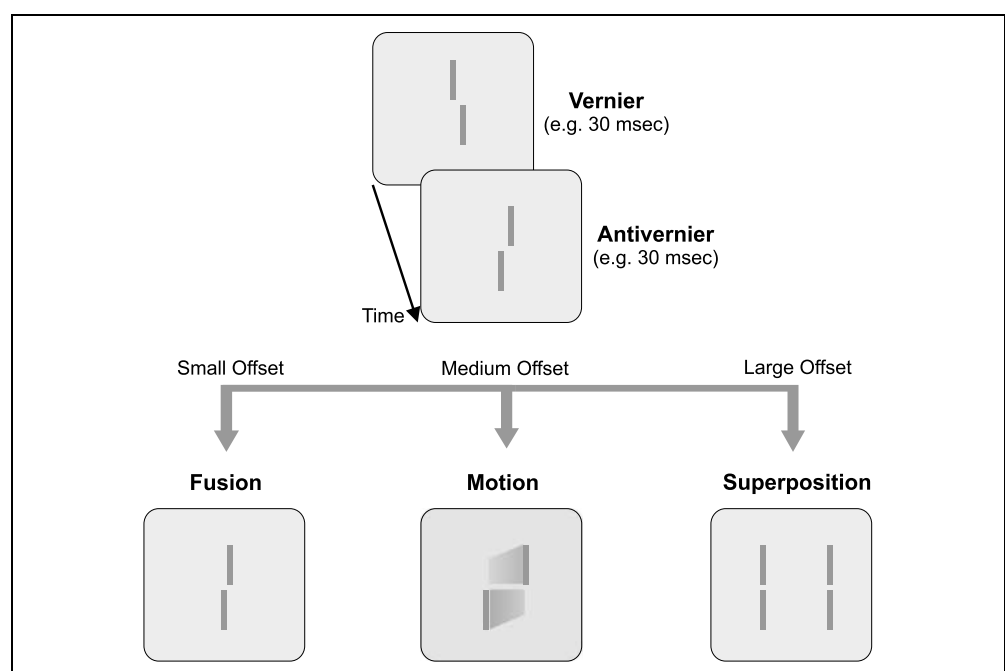 Vernier
(e.g. 30 msec)
Antivernier
(e.g. 30 msec)
Time
Small Offset
Medium Offset
Large Offset
Fusion
Motion
Superposition